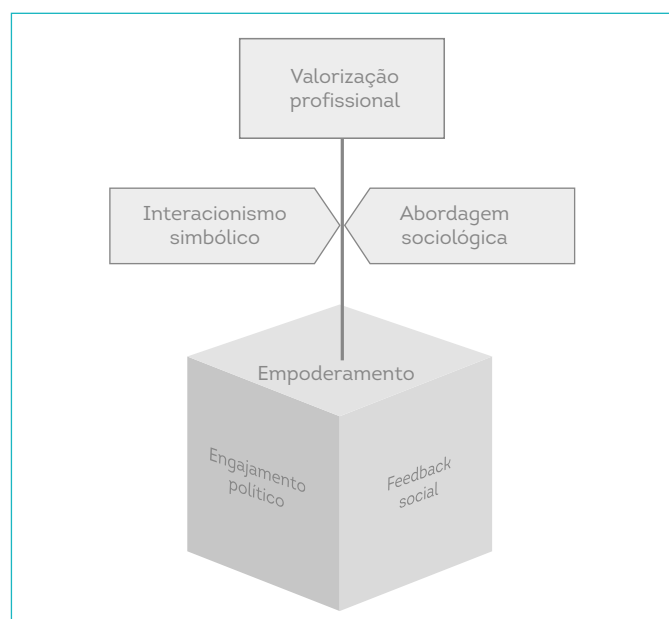 Valorização
profissional
Interacionismo
simbólico
Abordagem
sociológica
Empoderamento
Engajamento
político
Feedback
social